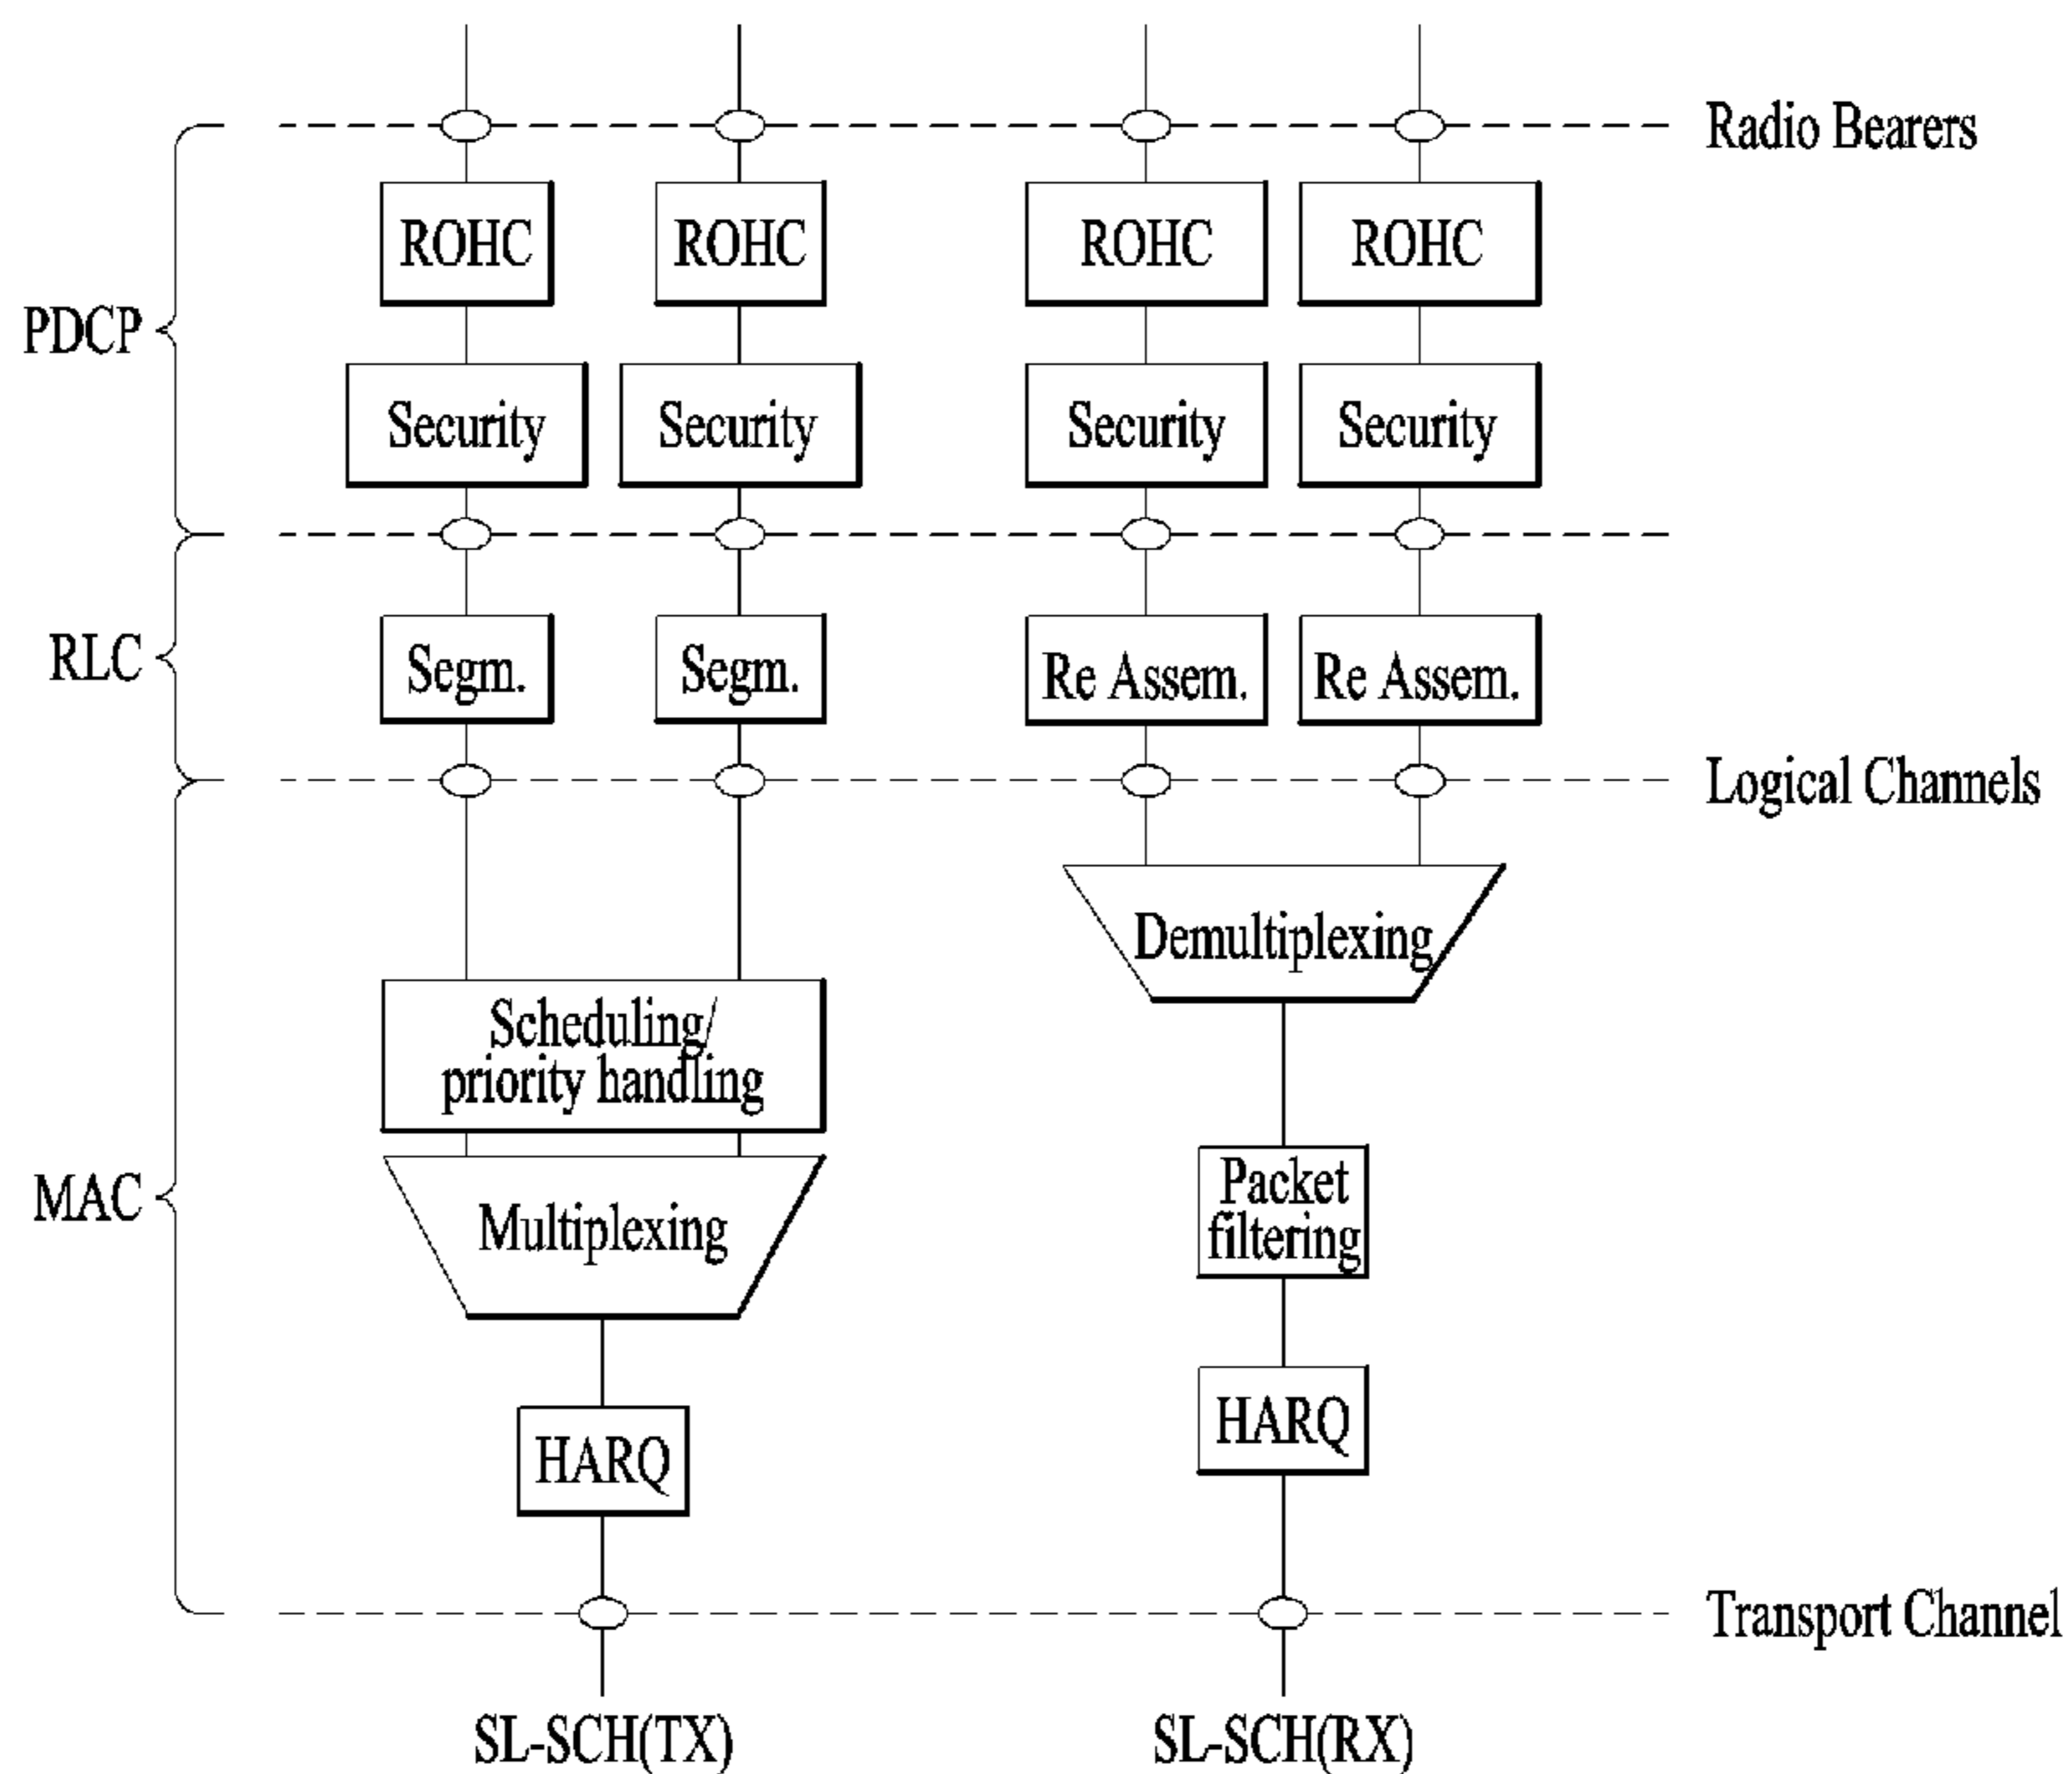 Radio Bearers
ROHC
ROHC
ROHC
ROHC
PDCP
Security
Security
Security
Security
RLC
Segm.
Segm.
Re Assem.
Re Assem.
Logical Channels
Demultiplexing
Scheduling/
priority handling
MAC
Multiplexing
Packet
filtering
HARQ
HARQ
Transport Channel
SL-SCH(TX)
SL-SCH(RX)